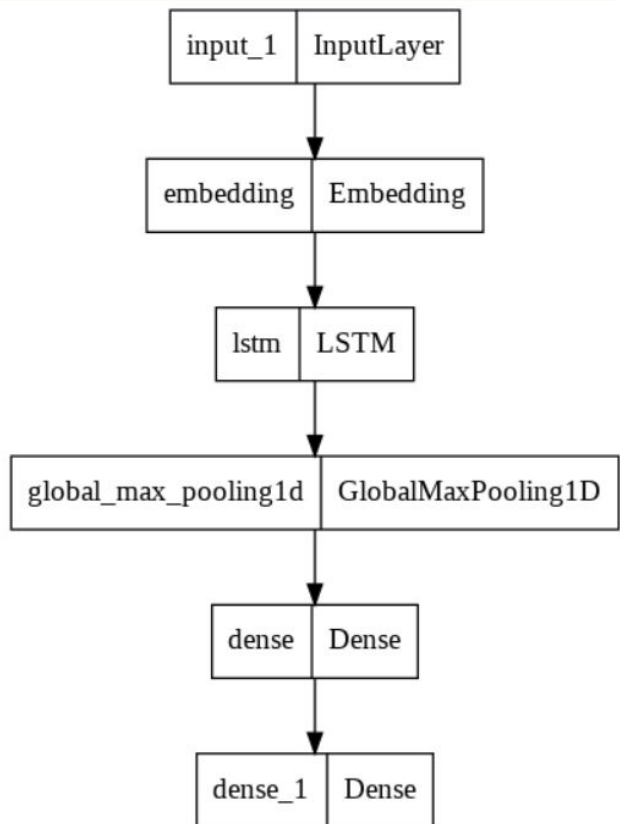 input_1 InputLayer
embedding Embedding
lstm LSTM
global_max_pooling1d GlobalMaxPooling1D
dense Dense
dense_1 Dense